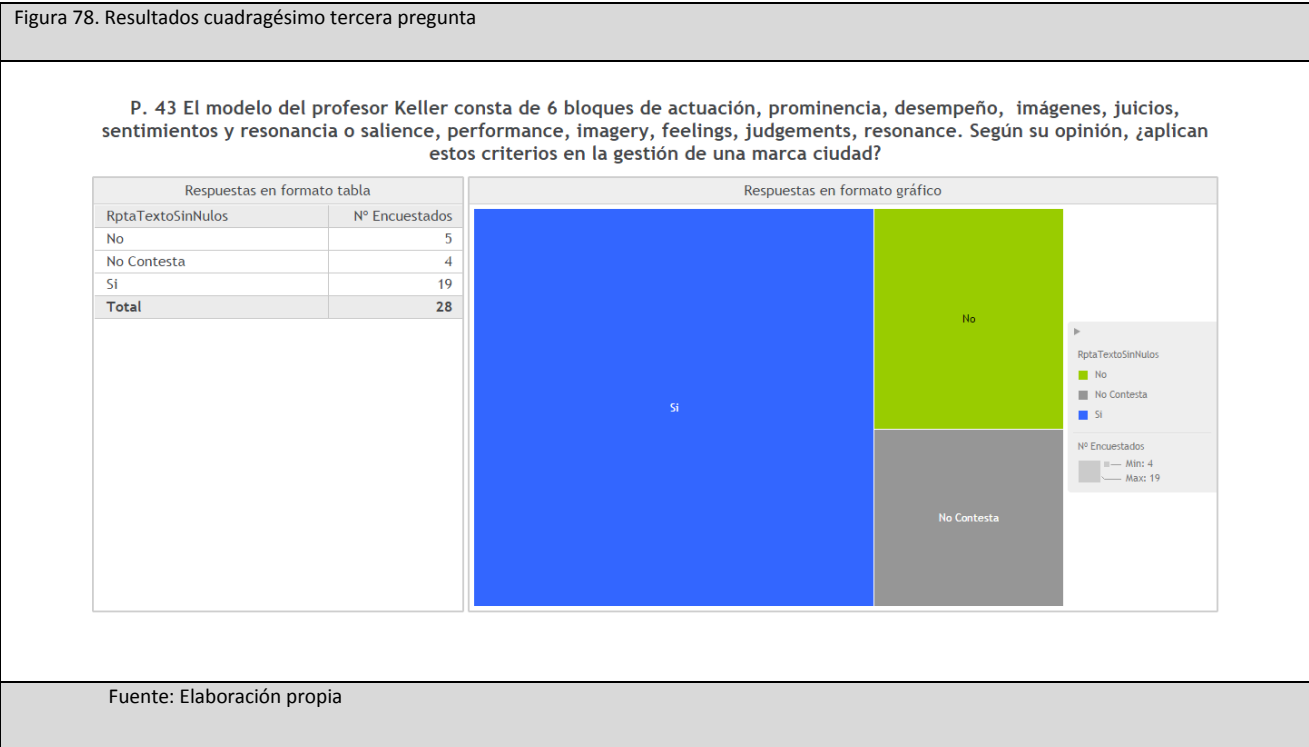 Figura 78. Resultados cuadragésimo tercera pregunta
P. 43 El modelo del profesor Keller consta de 6 bloques de actuación, prominencia, desempeño, imágenes, juicios,
sentimientos y resonancia o salience, performance, imagery, feelings, judgements, resonance. Según su opinión, ¿aplican
estos criterios en la gestión de una marca ciudad?
Respuestas en formato tabla
RptaTextoSinNulos Nº Encuestados
No 5
No Contesta 4
Si 19
Total 28
Respuestas en formato gráfico
Si
No
No Contesta
RptaTextoSinNulos
No
No Contesta
Si
Nº Encuestados
Min: 4
Max: 19
Fuente: Elaboración propia